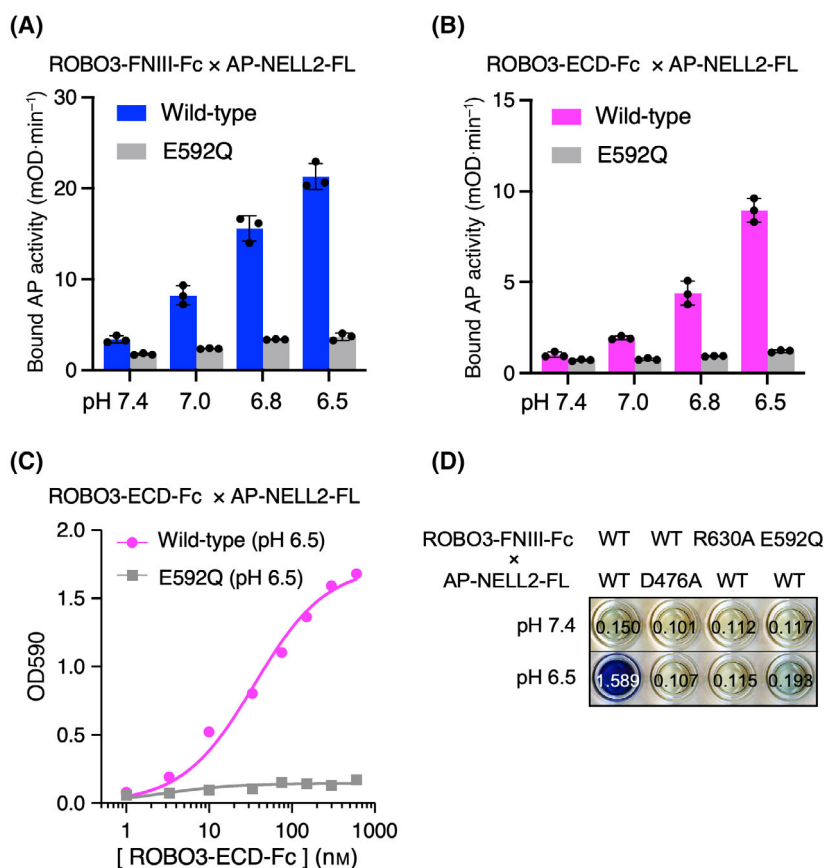 (A)
ROBO3-FNIII-Fc × AP-NELL2-FL
Bound AP activity (mOD·min⁻¹)
30
20
10
0
Wild-type
E592Q
pH 7.4 7.0 6.8 6.5
(B)
ROBO3-ECD-Fc × AP-NELL2-FL
Bound AP activity (mOD·min⁻¹)
15
10
5
0
Wild-type
E592Q
pH 7.4 7.0 6.8 6.5
(C)
ROBO3-ECD-Fc × AP-NELL2-FL
Wild-type (pH 6.5)
E592Q (pH 6.5)
OD590
2.0
1.5
1.0
0.5
0.0
1 10 100 1000
[ ROBO3-ECD-Fc ] (nM)
(D)
ROBO3-FNIII-Fc WT WT R630A E592Q
×
AP-NELL2-FL WT D476A WT WT
pH 7.4 0.150 0.101 0.112 0.117
pH 6.5 1.589 0.107 0.115 0.193